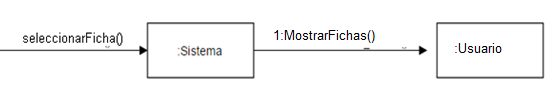 seleccionarFicha()
1:MostrarFichas()
:Sistema
:Usuario